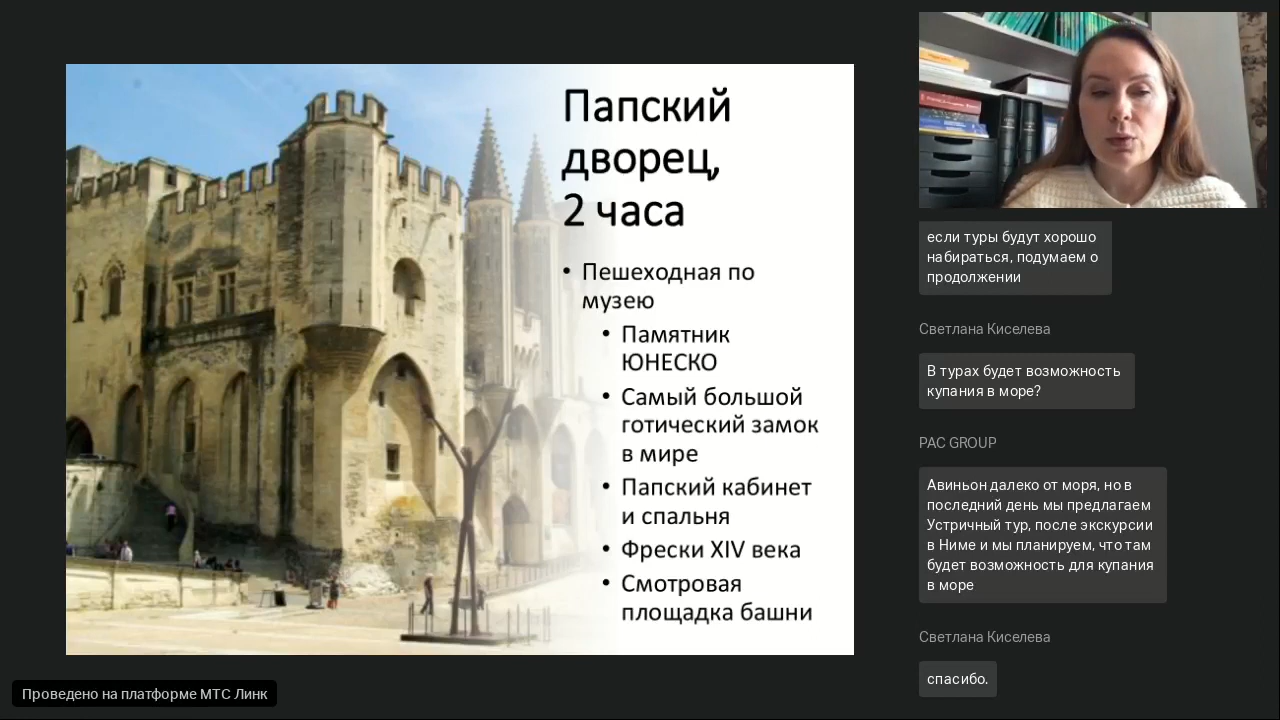 Папский
дворец,
2 часа
• Пешеходная по
музею
• Памятник
ЮНЕСКО
• Самый большой
готический замок
в мире
• Папский кабинет
и спальня
• Фрески XIV века
• Смотровая
площадка башни
если туры будут хорошо
набираться, подумаем о
продолжении
Светлана Киселева
В турах будет возможность
купания в море?
PAC GROUP
Авиньон далеко от моря, но в
последний день мы предлагаем
Устричный тур, после экскурсии
в Ниме и мы планируем, что там
будет возможность для купания
в море
Светлана Киселева
спасибо.
Проведено на платформе МТС Линк